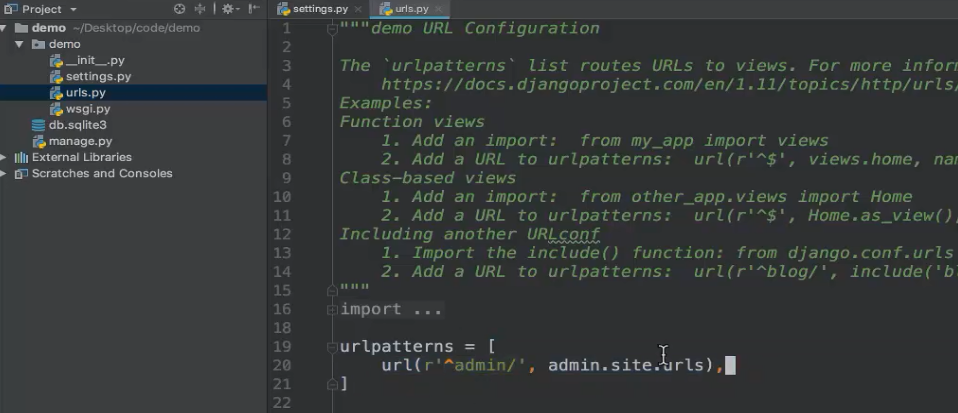 Project
settings.py
urls.py
demo ~/Desktop/code/demo
demo
__init__.py
settings.py
urls.py
wsgi.py
db.sqlite3
manage.py
External Libraries
Scratches and Consoles
1 """demo URL Configuration
2
3 The `urlpatterns` list routes URLs to views. For more infor
4 https://docs.djangoproject.com/en/1.11/topics/http/urls/
5 Examples:
6 Function views
7 1. Add an import:  from my_app import views
8 2. Add a URL to urlpatterns:  url(r'^$', views.home, na
9 Class-based views
10 1. Add an import:  from other_app.views import Home
11 2. Add a URL to urlpatterns:  url(r'^$', Home.as_view(),
12 Including another URLconf
13 1. Import the include() function: from django.conf.urls
14 2. Add a URL to urlpatterns:  url(r'^blog/', include('bl
15 """
16 import ...
18
19 urlpatterns = [
20 url(r'^admin/', admin.site.urls),
21 ]
22